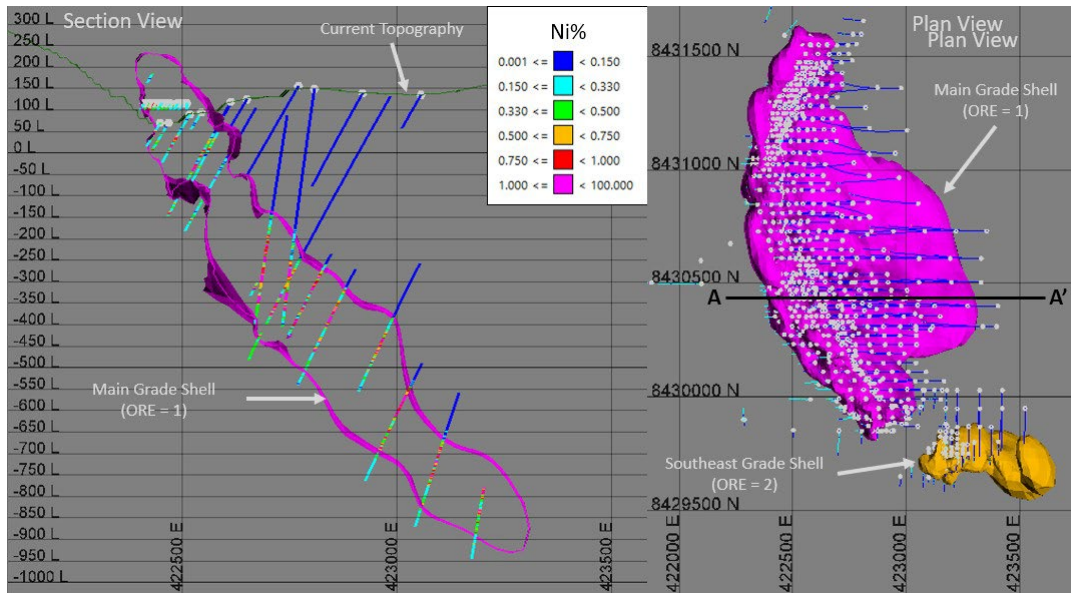 Section View
300 L
250 L
200 L
150 L
100 L
50 L
0 L
-50 L
-100 L
-150 L
-200 L
-250 L
-300 L
-350 L
-400 L
-450 L
-500 L
-550 L
-600 L
-650 L
-700 L
-750 L
-800 L
-850 L
-900 L
-950 L
-1000 L
422500 E
423000 E
423500 E
Current Topography
Main Grade Shell
(ORE = 1)
Ni%
0.001 <= < 0.150
0.150 <= < 0.330
0.330 <= < 0.500
0.500 <= < 0.750
0.750 <= < 1.000
1.000 <= < 100.000
Plan View
Plan View
8431500 N
8431000 N
8430500 N
8430000 N
8429500 N
Main Grade Shell
(ORE = 1)
A A'
Southeast Grade Shell
(ORE = 2)
422000 E
422500 E
423000 E
423500 E